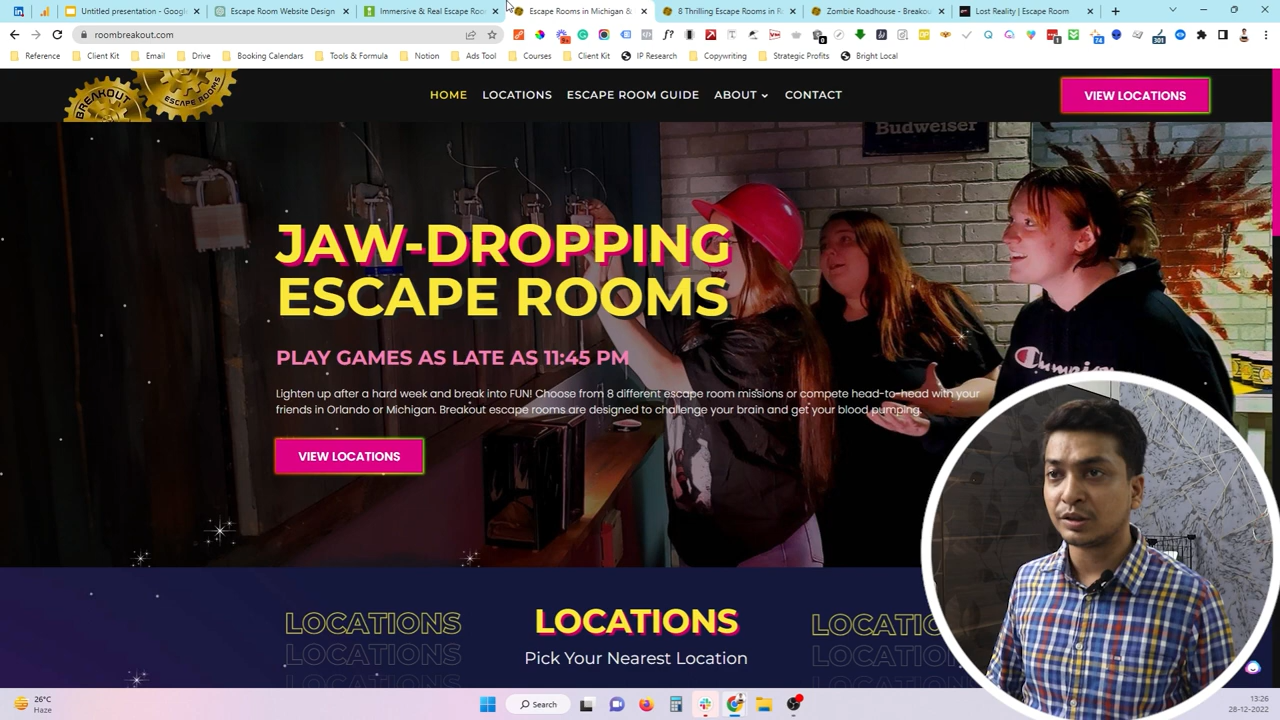 Untitled presentation - Googl
Escape Room Website Design
Immersive & Real Escape Roo
Escape Rooms in Michigan &
8 Thrilling Escape Rooms in R
Zombie Roadhouse - Breakou
Lost Reality | Escape Room
roombreakout.com
Reference
Client Kit
Email
Drive
Booking Calendars
Tools & Formula
Notion
Ads Tool
Courses
Client Kit
IP Research
Copywriting
Strategic Profits
Bright Local
BREAKOUT
ESCAPE ROOMS
HOME
LOCATIONS
ESCAPE ROOM GUIDE
ABOUT
CONTACT
VIEW LOCATIONS
Budweiser
JAW-DROPPING
ESCAPE ROOMS
PLAY GAMES AS LATE AS 11:45 PM
Champion
Lighten up after a hard week and break into FUN! Choose from 8 different escape room missions or compete head-to-head with your
friends in Orlando or Michigan. Breakout escape rooms are designed to challenge your brain and get your blood pumping.
VIEW LOCATIONS
LOCATIONS
LOCATIONS
LOCATIONS
LOCATIONS
Pick Your Nearest Location
26°C
Haze
Search
13:26
28-12-2022